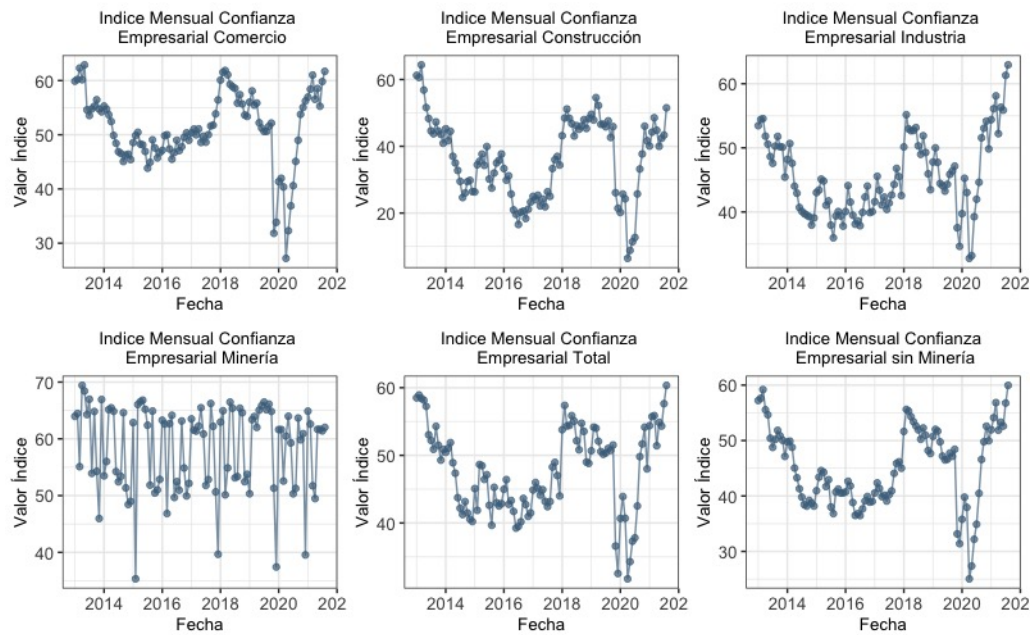 Indice Mensual Confianza
Empresarial Comercio
Valor Índice
60
50
40
30
2014 2016 2018 2020 202
Fecha
Indice Mensual Confianza
Empresarial Construcción
Valor Índice
60
40
20
2014 2016 2018 2020 202
Fecha
Indice Mensual Confianza
Empresarial Industria
Valor Índice
60
50
40
2014 2016 2018 2020 202
Fecha
Indice Mensual Confianza
Empresarial Minería
Valor Índice
70
60
50
40
2014 2016 2018 2020 202
Fecha
Indice Mensual Confianza
Empresarial Total
Valor Índice
60
50
40
2014 2016 2018 2020 202
Fecha
Indice Mensual Confianza
Empresarial sin Minería
Valor Índice
60
50
40
30
2014 2016 2018 2020 202
Fecha